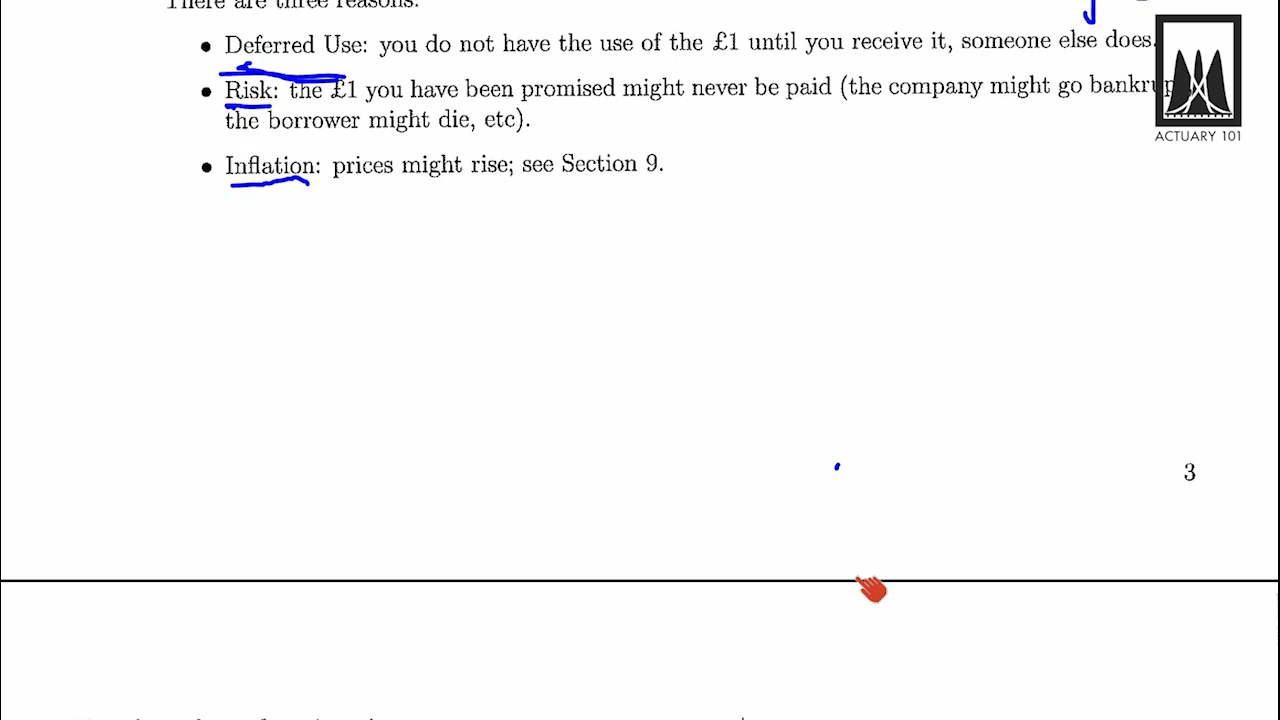 There are three reasons:
• Deferred Use: you do not have the use of the £1 until you receive it, someone else does.
• Risk: the £1 you have been promised might never be paid (the company might go bankrup
the borrower might die, etc).
ACTUARY 101
• Inflation: prices might rise; see Section 9.
3